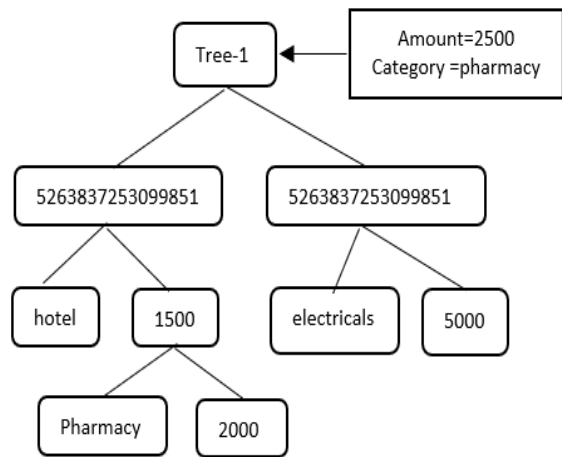 Tree-1
Amount=2500
Category =pharmacy
5263837253099851
5263837253099851
hotel
1500
electricals
5000
Pharmacy
2000